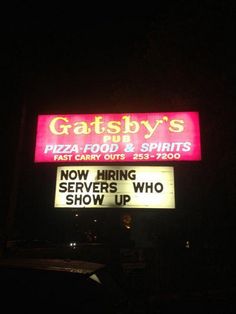 Gatsby's
PUB
PIZZA-FOOD & SPIRITS
FAST CARRY OUTS 253-7200
NOW HIRING
SERVERS WHO
SHOW UP